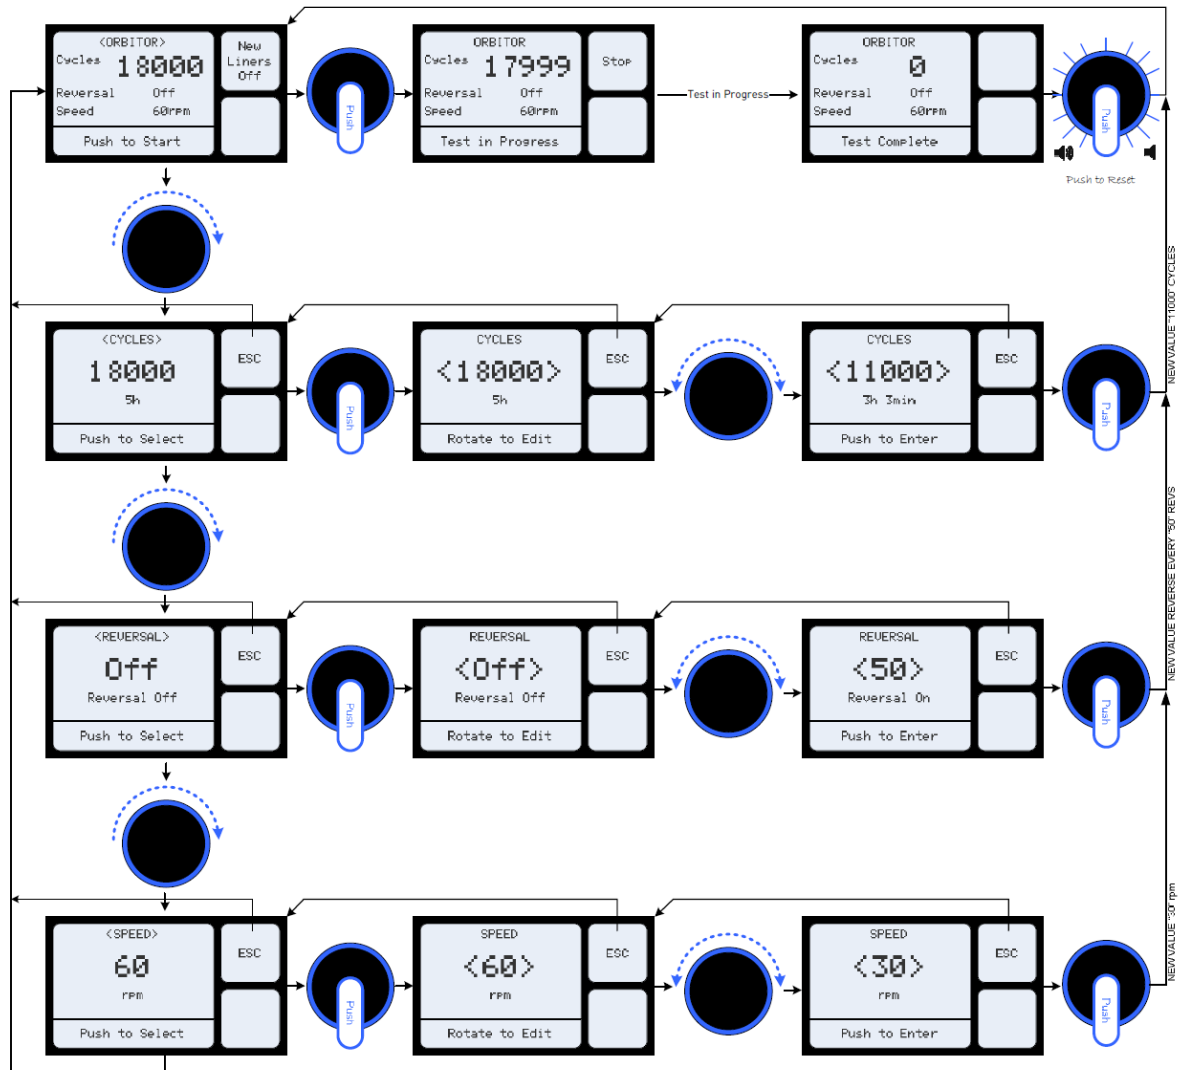 <ORBITOR>
Cycles 18000
Reversal Off
Speed 60rpm
Push to Start
New
Liners
Off
Push
ORBITOR
Cycles 17999
Reversal Off
Speed 60rpm
Test in Progress
Stop
Test in Progress
ORBITOR
Cycles 0
Reversal Off
Speed 60rpm
Test Complete
Push
Push to Reset
<CYCLES>
18000
5h
Push to Select
ESC
Push
CYCLES
<18000>
5h
Rotate to Edit
ESC
CYCLES
<11000>
3h 3min
Push to Enter
ESC
Push
NEW VALUE "11000" CYCLES
<REVERSAL>
Off
Reversal Off
Push to Select
ESC
Push
REVERSAL
<Off>
Reversal Off
Rotate to Edit
ESC
REVERSAL
<50>
Reversal On
Push to Enter
ESC
Push
NEW VALUE REVERSE EVERY "50" REVS
<SPEED>
60
rpm
Push to Select
ESC
Push
SPEED
<60>
rpm
Rotate to Edit
ESC
SPEED
<30>
rpm
Push to Enter
ESC
Push
NEW VALUE "30" rpm